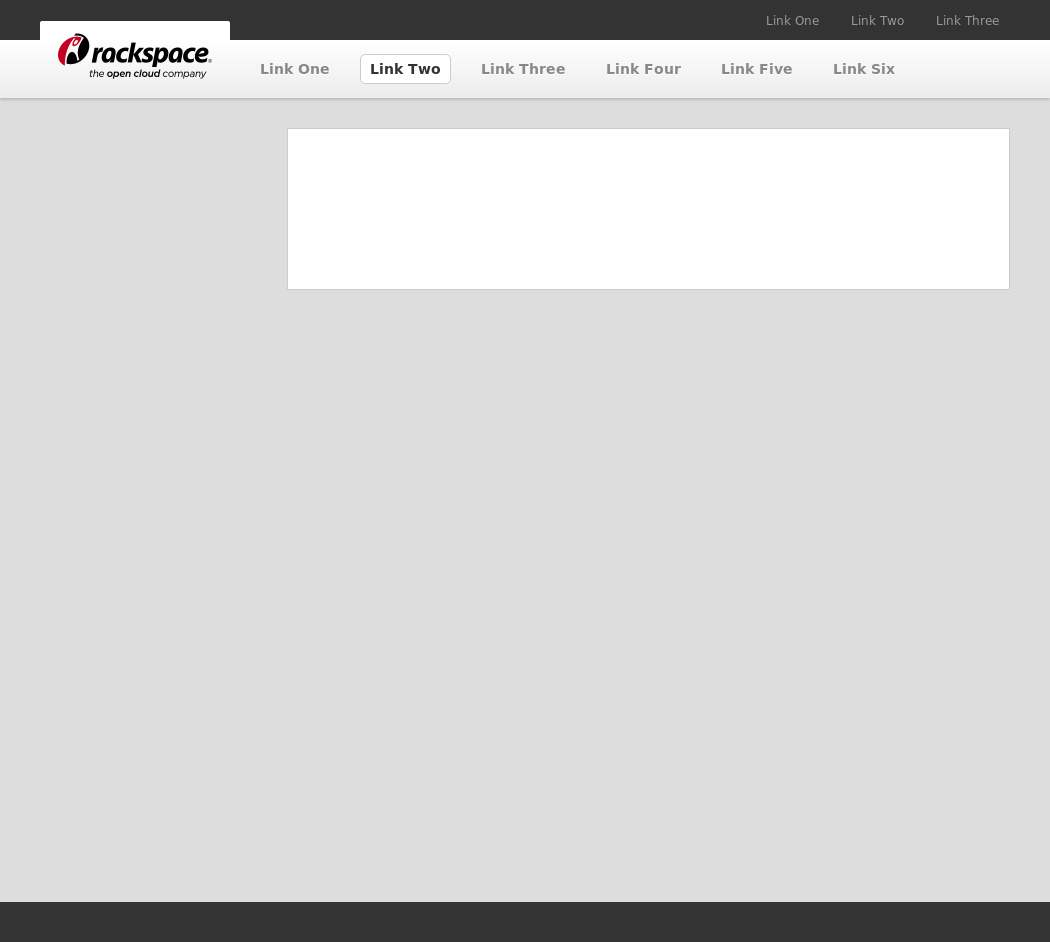 Link One Link Two Link Three
rackspace®
the open cloud company
Link One Link Two Link Three Link Four Link Five Link Six